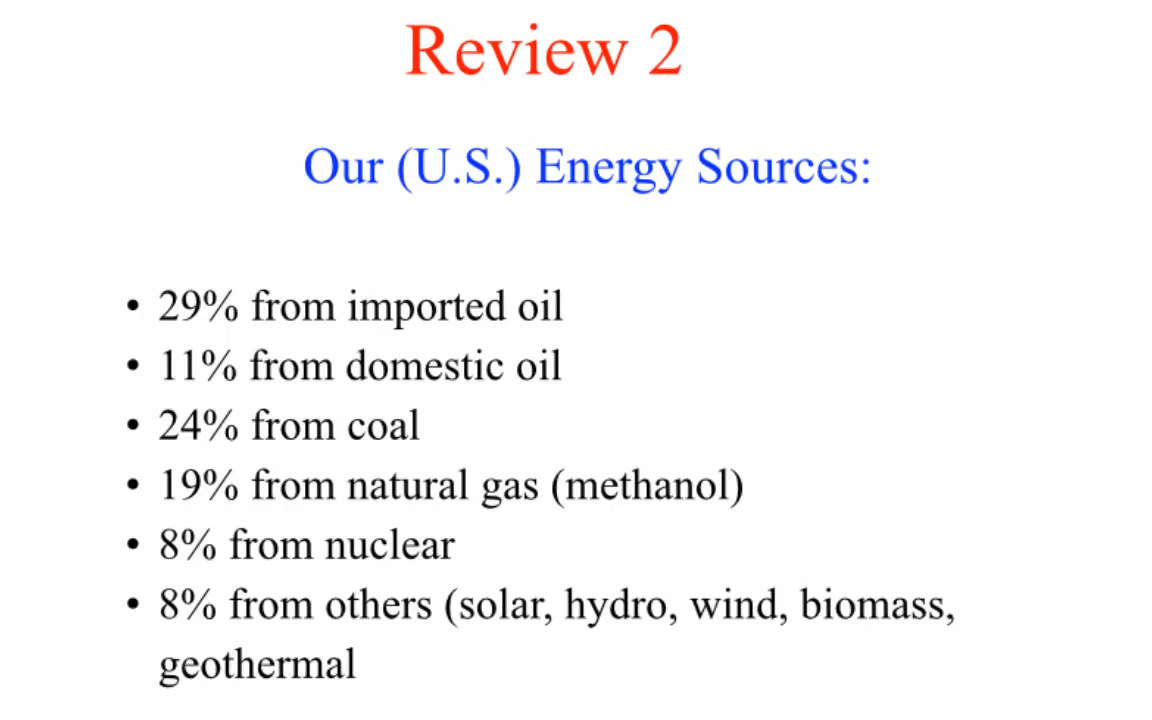 Review 2
Our (U.S.) Energy Sources:
• 29% from imported oil
• 11% from domestic oil
• 24% from coal
• 19% from natural gas (methanol)
• 8% from nuclear
• 8% from others (solar, hydro, wind, biomass,
geothermal